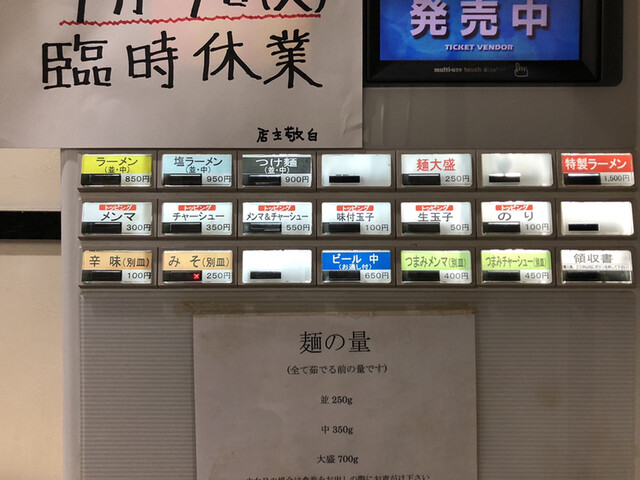 臨時休業
店主敬白
発売中
TICKET VENDOR
ラーメン
(並・中)
850円
塩ラーメン
(並・中)
950円
つけ麺
(並・中)
900円
麺大盛
250円
特製ラーメン
1,500円
トッピング
メンマ
300円
トッピング
チャーシュー
350円
トッピング
メンマ&チャーシュー
550円
トッピング
味付玉子
100円
トッピング
生玉子
50円
トッピング
のり
100円
辛味(別皿)
100円
みそ(別皿)
250円
ビール 中
(お通し付)
500円
つまみメンマ(別皿)
400円
つまみチャーシュー(別皿)
450円
領収書
麺の量
(全て茹でる前の量です)
並 250g
中 350g
大盛 700g